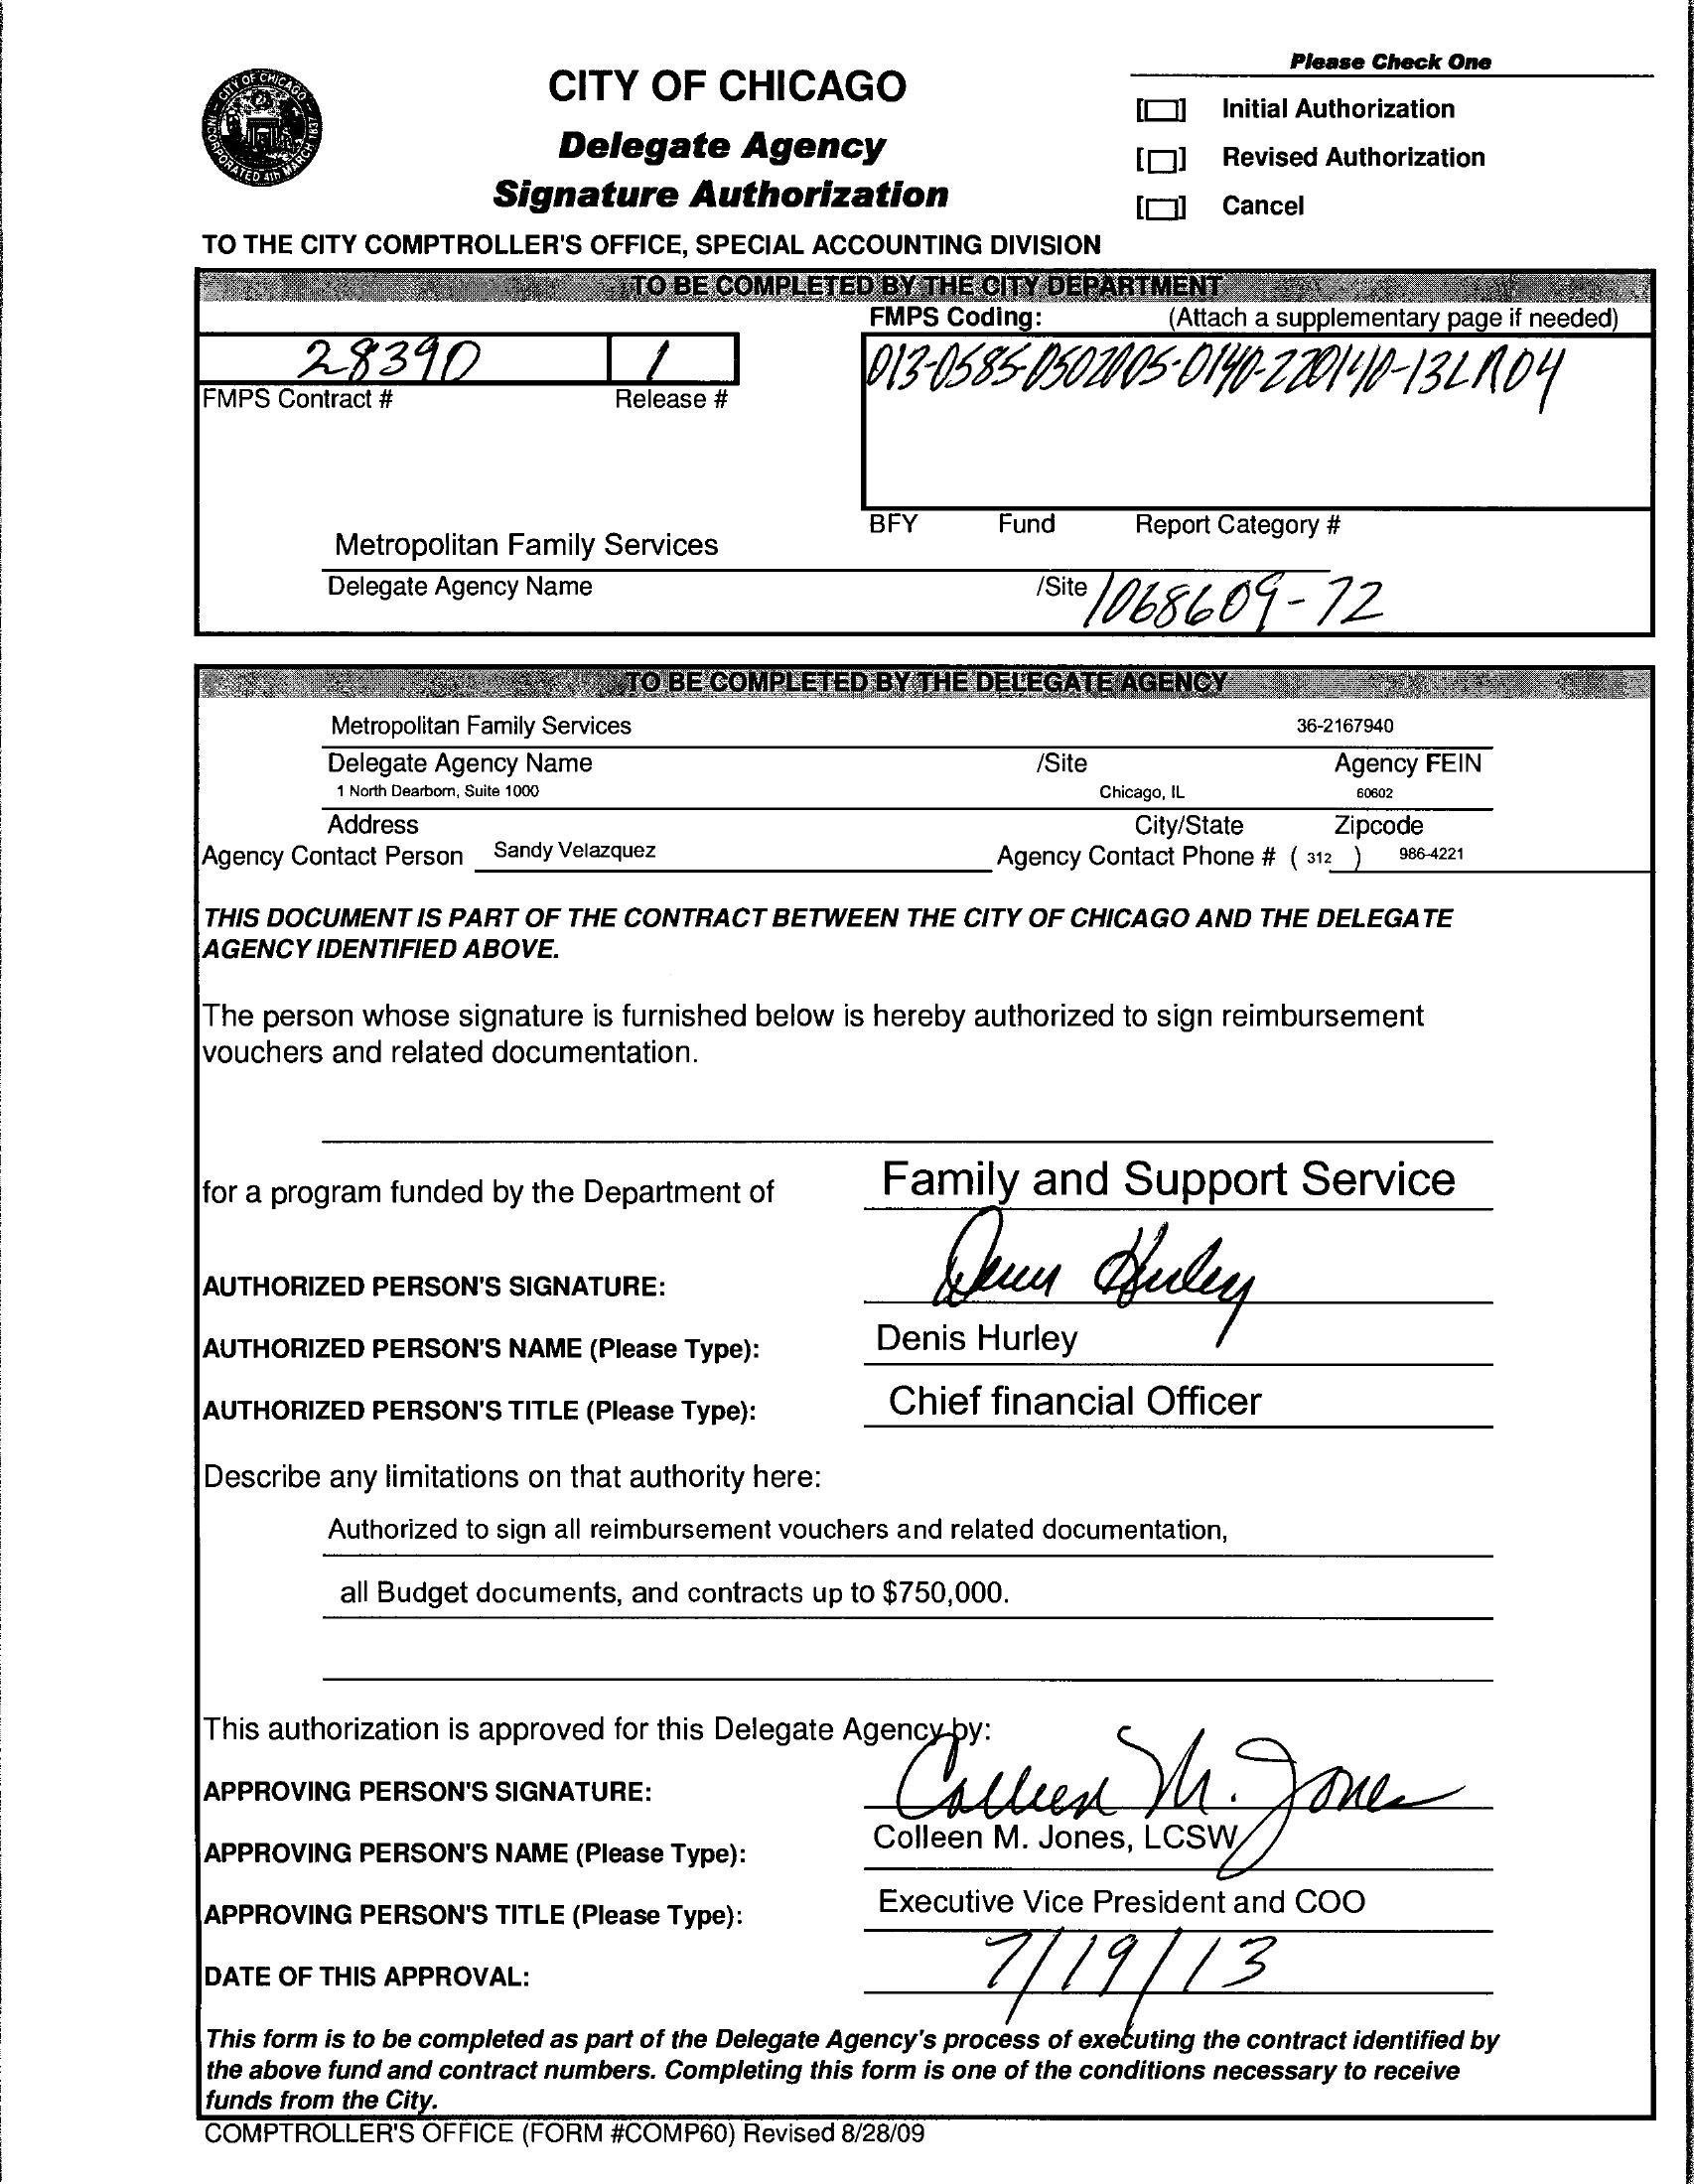 CITY OF CHICAGO
INCORPORATED 4th MARCH 1837
CITY OF CHICAGO
Delegate Agency
Signature Authorization
Please Check One
[☐] Initial Authorization
[☐] Revised Authorization
[☐] Cancel
TO THE CITY COMPTROLLER'S OFFICE, SPECIAL ACCOUNTING DIVISION
TO BE COMPLETED BY THE CITY DEPARTMENT
FMPS Coding: (Attach a supplementary page if needed)
28390 1
FMPS Contract # Release #
BFY Fund Report Category #
Metropolitan Family Services
Delegate Agency Name /Site 1068609-72
TO BE COMPLETED BY THE DELEGATE AGENCY
Metropolitan Family Services 36-2167940
Delegate Agency Name /Site Agency FEIN
1 North Dearborn, Suite 1000 Chicago, IL 60602
Address City/State Zipcode
Agency Contact Person Sandy Velazquez Agency Contact Phone # ( 312 ) 986-4221
THIS DOCUMENT IS PART OF THE CONTRACT BETWEEN THE CITY OF CHICAGO AND THE DELEGATE
AGENCY IDENTIFIED ABOVE.
The person whose signature is furnished below is hereby authorized to sign reimbursement
vouchers and related documentation.
for a program funded by the Department of Family and Support Service
AUTHORIZED PERSON'S SIGNATURE: Denis Hurley
AUTHORIZED PERSON'S NAME (Please Type): Denis Hurley
AUTHORIZED PERSON'S TITLE (Please Type): Chief financial Officer
Describe any limitations on that authority here:
Authorized to sign all reimbursement vouchers and related documentation,
all Budget documents, and contracts up to $750,000.
This authorization is approved for this Delegate Agency by:
APPROVING PERSON'S SIGNATURE: Colleen M. Jones
APPROVING PERSON'S NAME (Please Type): Colleen M. Jones, LCSW
APPROVING PERSON'S TITLE (Please Type): Executive Vice President and COO
DATE OF THIS APPROVAL: 7/19/13
This form is to be completed as part of the Delegate Agency's process of executing the contract identified by
the above fund and contract numbers. Completing this form is one of the conditions necessary to receive
funds from the City.
COMPTROLLER'S OFFICE (FORM #COMP60) Revised 8/28/09